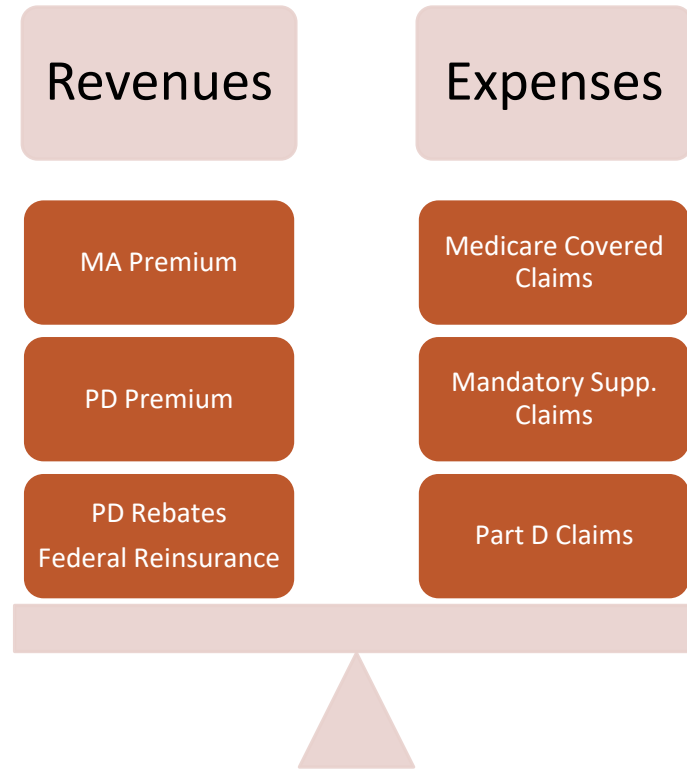 Revenues
Expenses
MA Premium
Medicare Covered
Claims
PD Premium
Mandatory Supp.
Claims
PD Rebates
Federal Reinsurance
Part D Claims